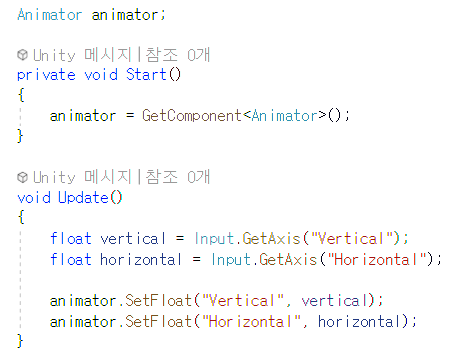 Animator animator;
Unity 메시지|참조 0개
private void Start()
{
animator = GetComponent<Animator>();
}
Unity 메시지|참조 0개
void Update()
{
float vertical = Input.GetAxis("Vertical");
float horizontal = Input.GetAxis("Horizontal");
animator.SetFloat("Vertical", vertical);
animator.SetFloat("Horizontal", horizontal);
}